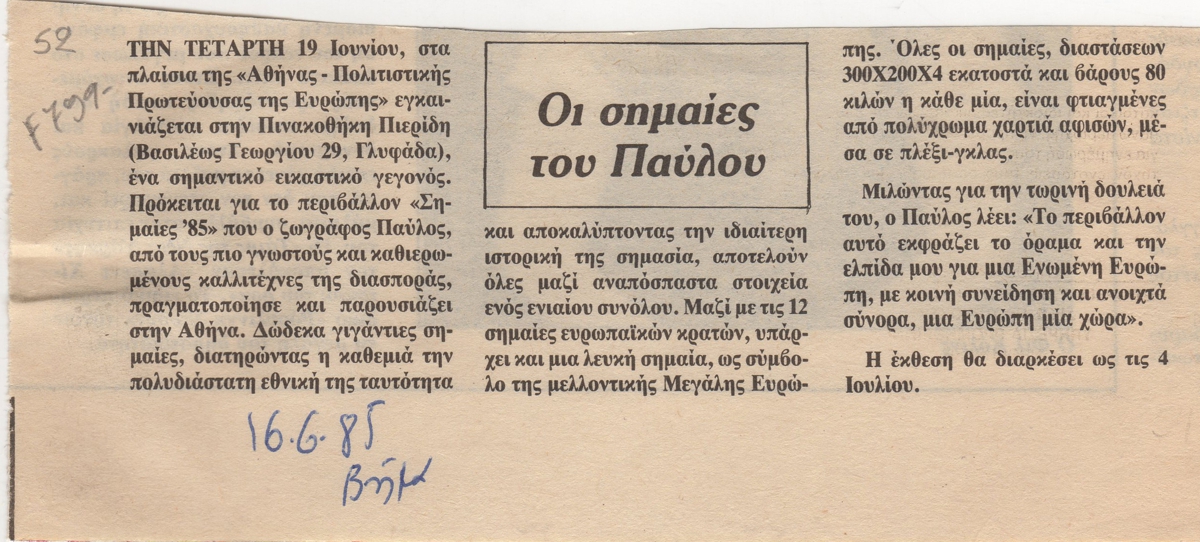 52
F799-
ΤΗΝ ΤΕΤΑΡΤΗ 19 Ιουνίου, στα
πλαίσια της «Αθήνας - Πολιτιστικής
Πρωτεύουσας της Ευρώπης» εγκαι-
νιάζεται στην Πινακοθήκη Πιερίδη
(Βασιλέως Γεωργίου 29, Γλυφάδα),
ένα σημαντικό εικαστικό γεγονός.
Πρόκειται για το περιβάλλον «Ση-
μαίες '85» που ο ζωγράφος Παύλος,
από τους πιο γνωστούς και καθιερω-
μένους καλλιτέχνες της διασποράς,
πραγματοποίησε και παρουσιάζει
στην Αθήνα. Δώδεκα γιγάντιες ση-
μαίες, διατηρώντας η καθεμιά την
πολυδιάστατη εθνική της ταυτότητα
Οι σημαίες
του Παύλου
και αποκαλύπτοντας την ιδιαίτερη
ιστορική της σημασία, αποτελούν
όλες μαζί αναπόσπαστα στοιχεία
ενός ενιαίου συνόλου. Μαζί με τις 12
σημαίες ευρωπαϊκών κρατών, υπάρ-
χει και μια λευκή σημαία, ως σύμβο-
λο της μελλοντικής Μεγάλης Ευρώ-
πης. Όλες οι σημαίες, διαστάσεων
300Χ200Χ4 εκατοστά και βάρους 80
κιλών η κάθε μία, είναι φτιαγμένες
από πολύχρωμα χαρτιά αφισών, μέ-
σα σε πλέξι-γκλας.
Μιλώντας για την τωρινή δουλειά
του, ο Παύλος λέει: «Το περιβάλλον
αυτό εκφράζει το όραμα και την
ελπίδα μου για μια Ενωμένη Ευρώ-
πη, με κοινή συνείδηση και ανοιχτά
σύνορα, μια Ευρώπη μία χώρα».
Η έκθεση θα διαρκέσει ως τις 4
Ιουλίου.
16.6.85
Βήμα